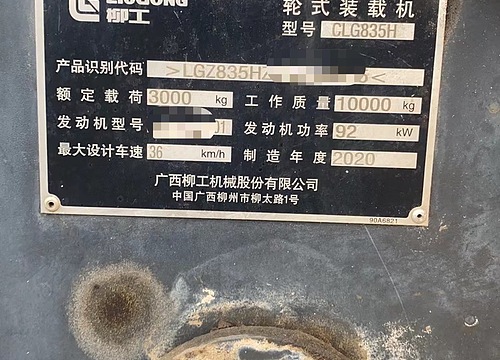 LIUGONG
柳工
轮式装载机
型号 CLG835H
产品识别代码 >LGZ835HZ
额定载荷 3000 kg 工作质量 10000 kg
发动机型号 01 发动机功率 92 kW
最大设计车速 36 km/h 制造年度 2020
广西柳工机械股份有限公司
中国广西柳州市柳太路1号
90A6821